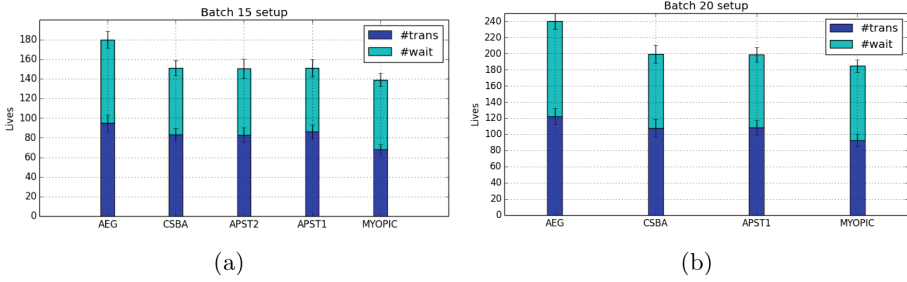 Batch 15 setup
Lives
180
160
140
120
100
80
60
40
20
0
#trans
#wait
AEG CSBA APST2 APST1 MYOPIC
(a)
Batch 20 setup
Lives
240
220
200
180
160
140
120
100
80
60
40
20
0
#trans
#wait
AEG CSBA APST1 MYOPIC
(b)